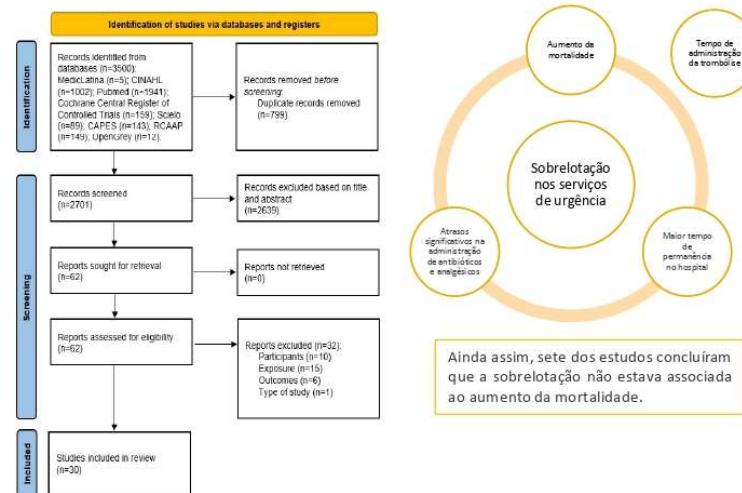 Identification of studies via databases and registers
Identification
Records identified from
databases (n=3500):
MedicLatina (n=5); CINAHL
(n=1002); Pubmed (n=1941);
Cochrane Central Register of
Controlled Trials (n=159); Scielo
(n=89); CAPES (n=143); RCAAP
(n=149); OpenGrey (n=12).
Records removed before
screening:
Duplicate records removed
(n=799)
Screening
Records screened
(n=2701)
Records excluded based on title
and abstract
(n=2639)
Reports sought for retrieval
(n=62)
Reports not retrieved
(n=0)
Reports assessed for eligibility
(n=62)
Reports excluded (n=32):
Participants (n=10)
Exposure (n=15)
Outcomes (n=6)
Type of study (n=1)
Included
Studies included in review
(n=30)
Aumento da
mortalidade
Tempo de
administração
da trombólise
Sobrelotação
nos serviços
de urgência
Atrasos
significativos na
administração
de antibióticos
e analgésicos
Maior tempo
de
permanência
no hospital
Ainda assim, sete dos estudos concluíram
que a sobrelotação não estava associada
ao aumento da mortalidade.